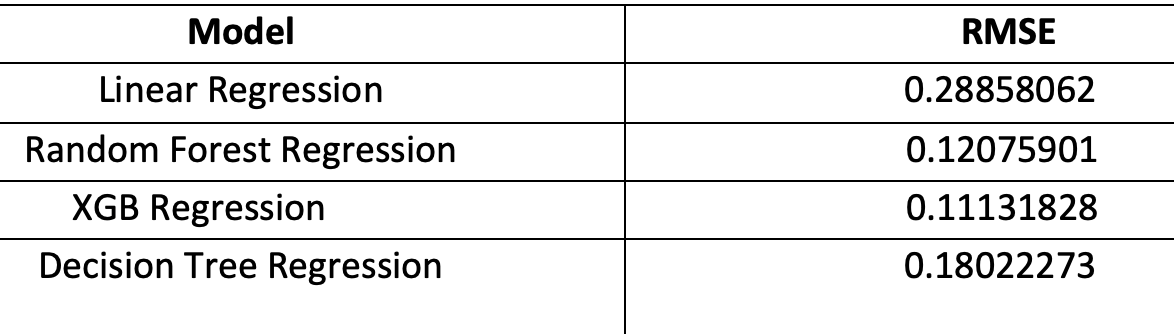 Model RMSE
Linear Regression 0.28858062
Random Forest Regression 0.12075901
XGB Regression 0.11131828
Decision Tree Regression 0.18022273